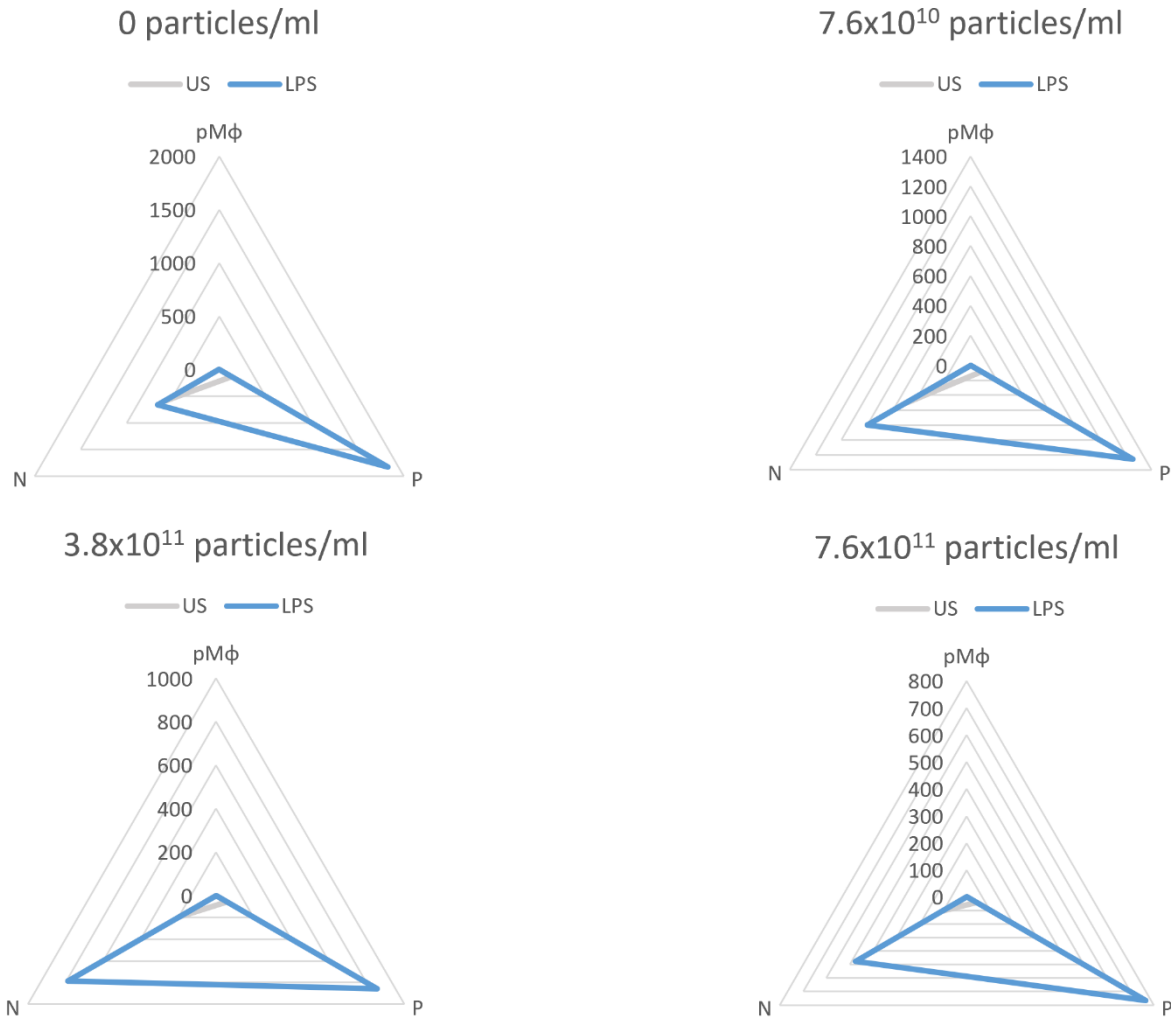 0 particles/ml
US LPS
pMϕ
2000
1500
1000
500
0
N P
7.6x10¹⁰ particles/ml
US LPS
pMϕ
1400
1200
1000
800
600
400
200
0
N P
3.8x10¹¹ particles/ml
US LPS
pMϕ
1000
800
600
400
200
0
N P
7.6x10¹¹ particles/ml
US LPS
pMϕ
800
700
600
500
400
300
200
100
0
N P